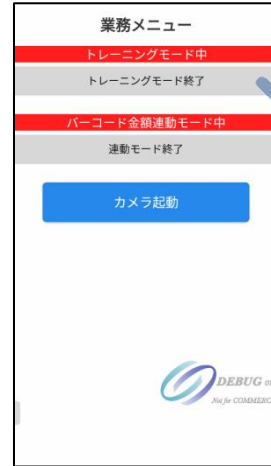 業務メニュー
トレーニングモード中
トレーニングモード終了
バーコード金額連動モード中
連動モード終了
カメラ起動
DEBUG
Not for